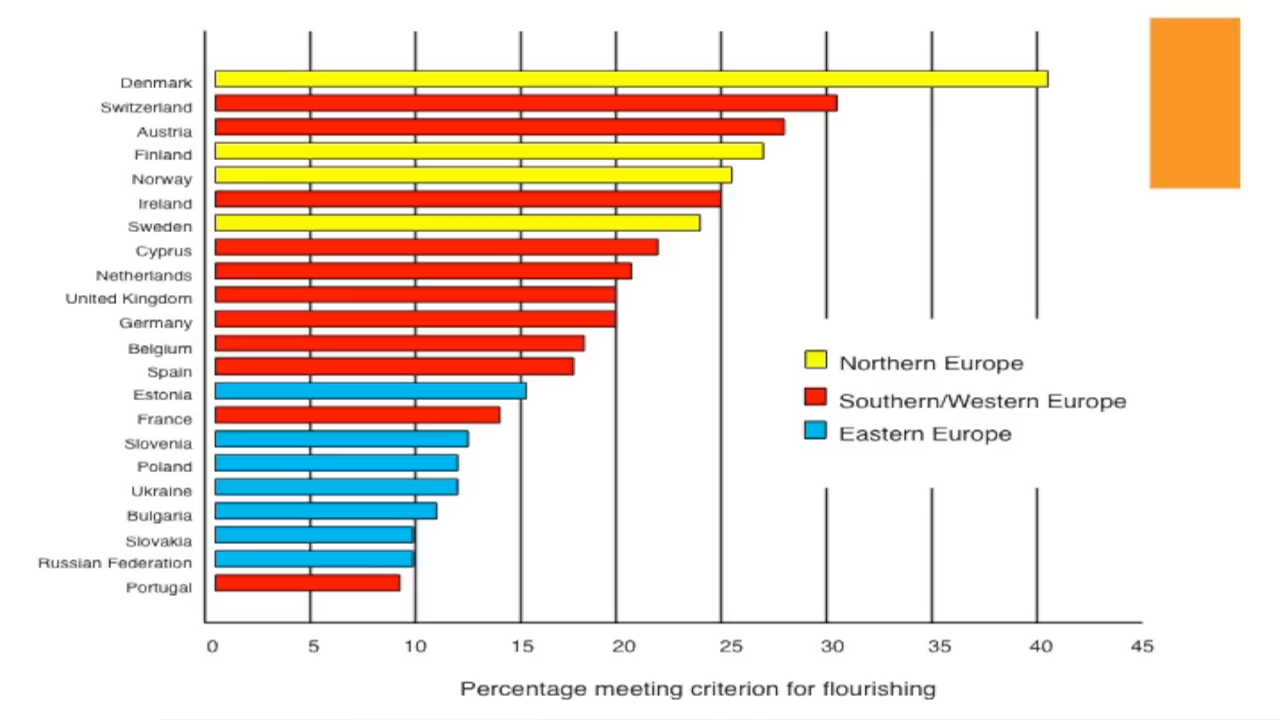 Denmark
Switzerland
Austria
Finland
Norway
Ireland
Sweden
Cyprus
Netherlands
United Kingdom
Germany
Belgium
Spain
Estonia
France
Slovenia
Poland
Ukraine
Bulgaria
Slovakia
Russian Federation
Portugal
Northern Europe
Southern/Western Europe
Eastern Europe
0 5 10 15 20 25 30 35 40 45
Percentage meeting criterion for flourishing